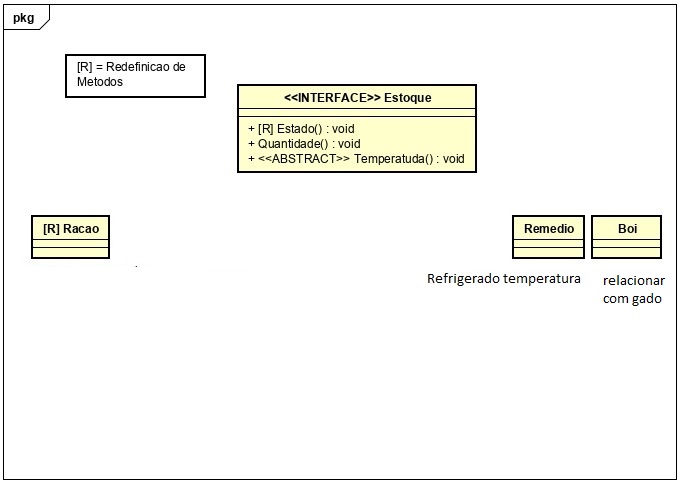 pkg
[R] = Redefinicao de
Metodos
<<INTERFACE>> Estoque
+ [R] Estado() : void
+ Quantidade() : void
+ <<ABSTRACT>> Temperatuda() : void
[R] Racao
Remedio
Boi
Refrigerado temperatura
relacionar
com gado